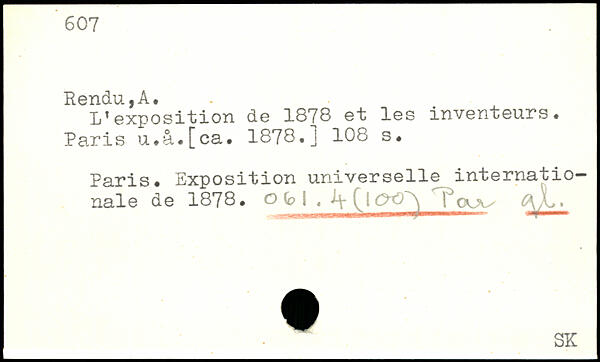 607
Rendu,A.
L'exposition de 1878 et les inventeurs.
Paris u.å.[ca. 1878.] 108 s.
Paris. Exposition universelle internatio-
nale de 1878. 061.4(100) Par gl.
SK